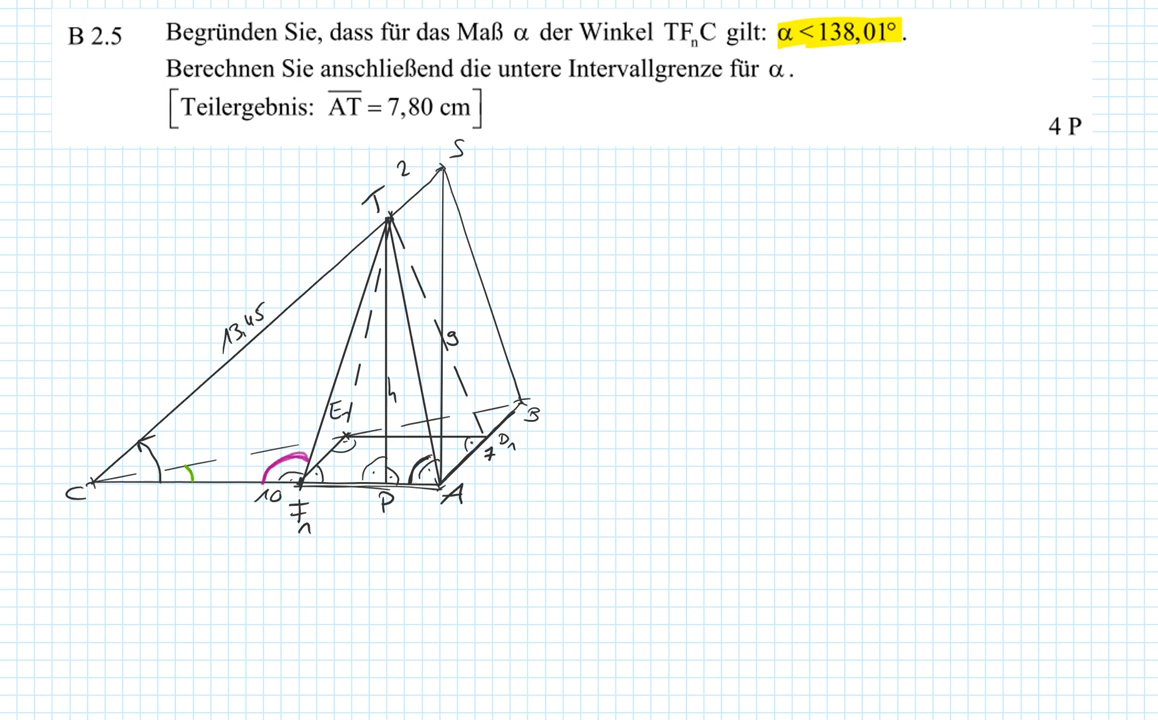 B 2.5 Begründen Sie, dass für das Maß α der Winkel TFₙC gilt: α < 138,01°.
Berechnen Sie anschließend die untere Intervallgrenze für α.
[Teilergebnis: A̅T̅ = 7,80 cm]
4 P
S
2
T
13,45
9
h
E₁
B
D₁
7
C
10
Fₙ
P
A